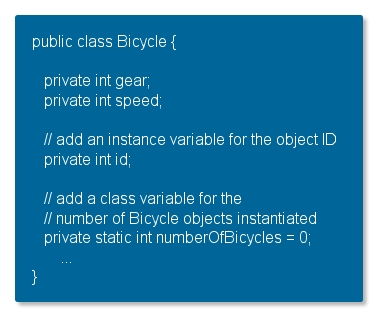 public class Bicycle {
private int gear;
private int speed;
// add an instance variable for the object ID
private int id;
// add a class variable for the
// number of Bicycle objects instantiated
private static int numberOfBicycles = 0;
...
}